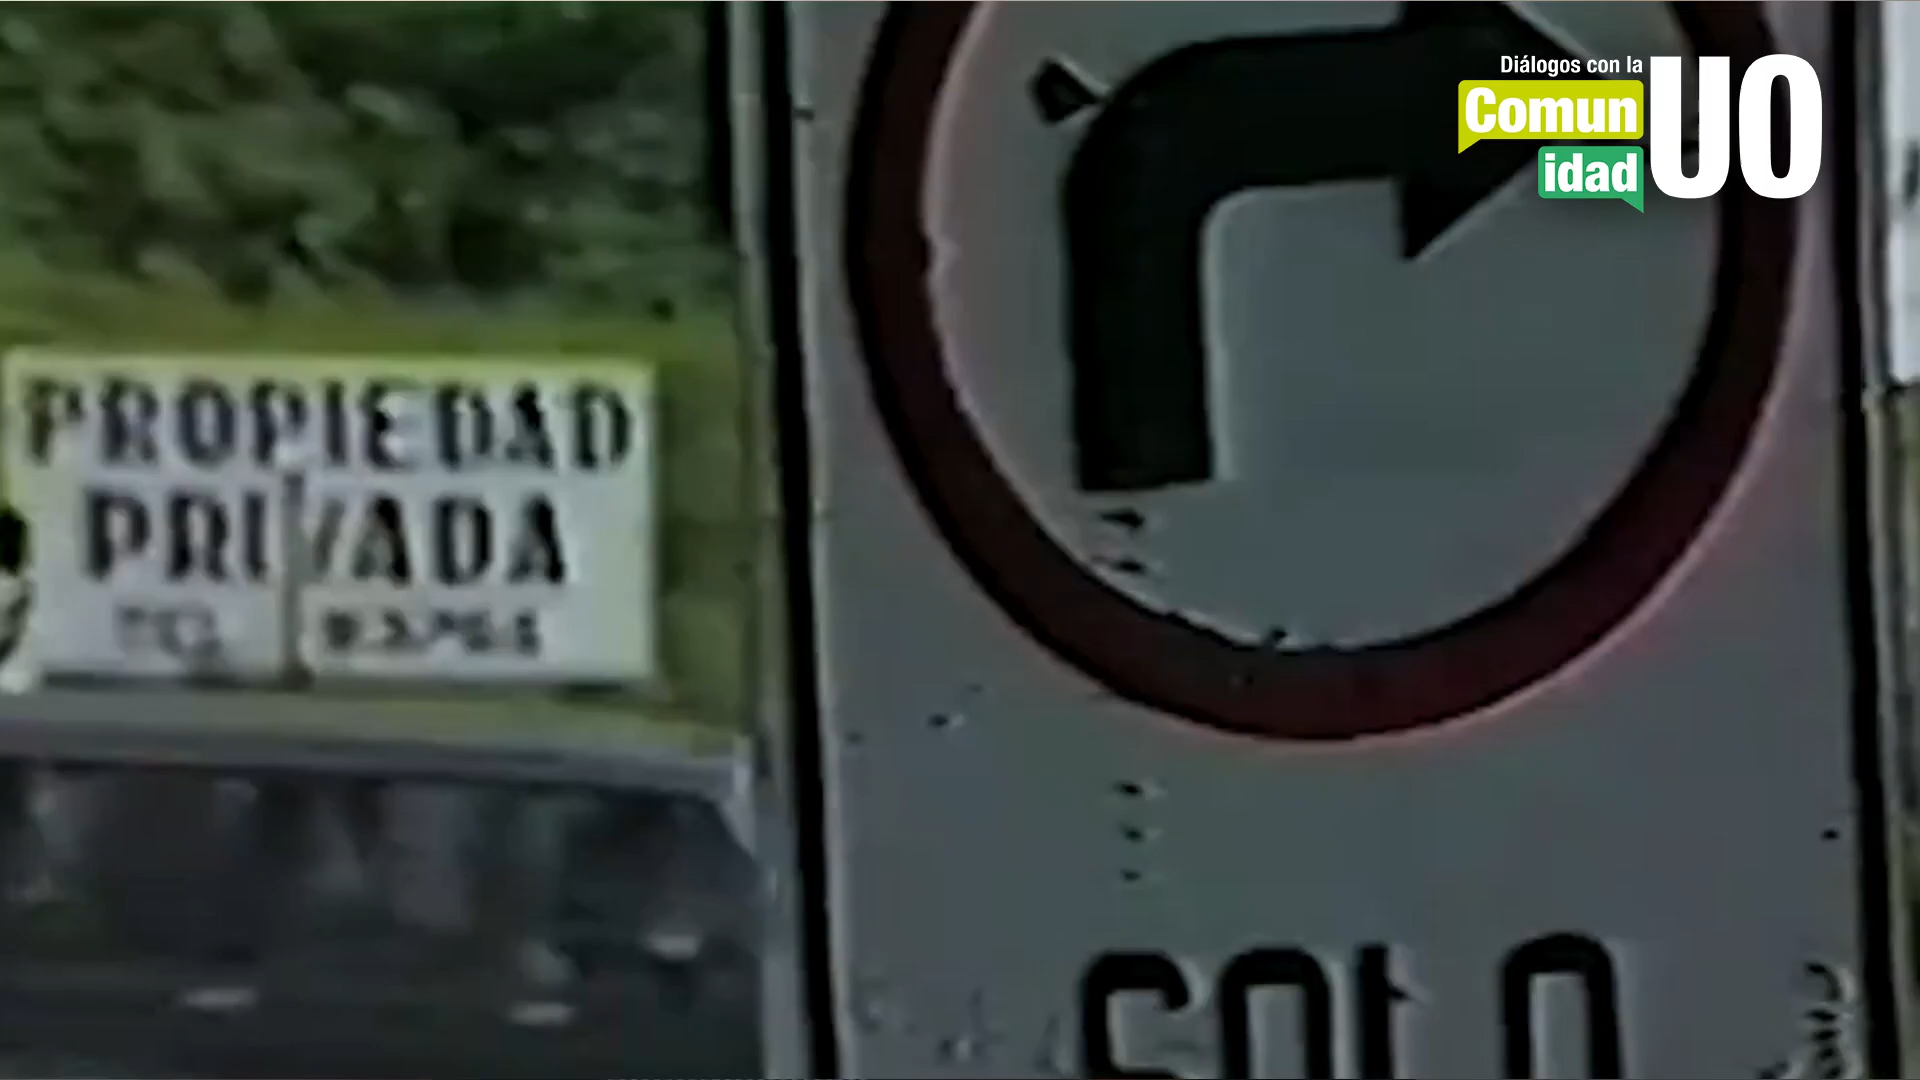 PROPIEDAD
PRIVADA
SOLO
Diálogos con la
Comun
idad
UO